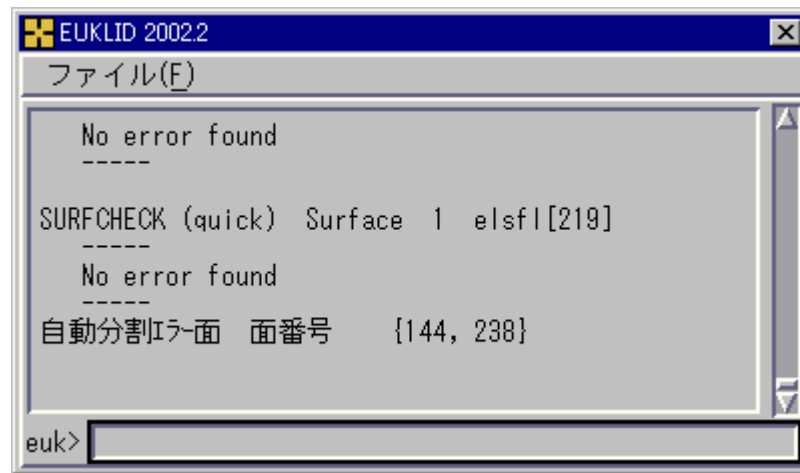 EUKLID 2002.2
ファイル(F)
No error found
-----
SURFCHECK (quick) Surface 1 elsfl[219]
-----
No error found
-----
自動分割ｴﾗｰ面 面番号 {144, 238}
euk>